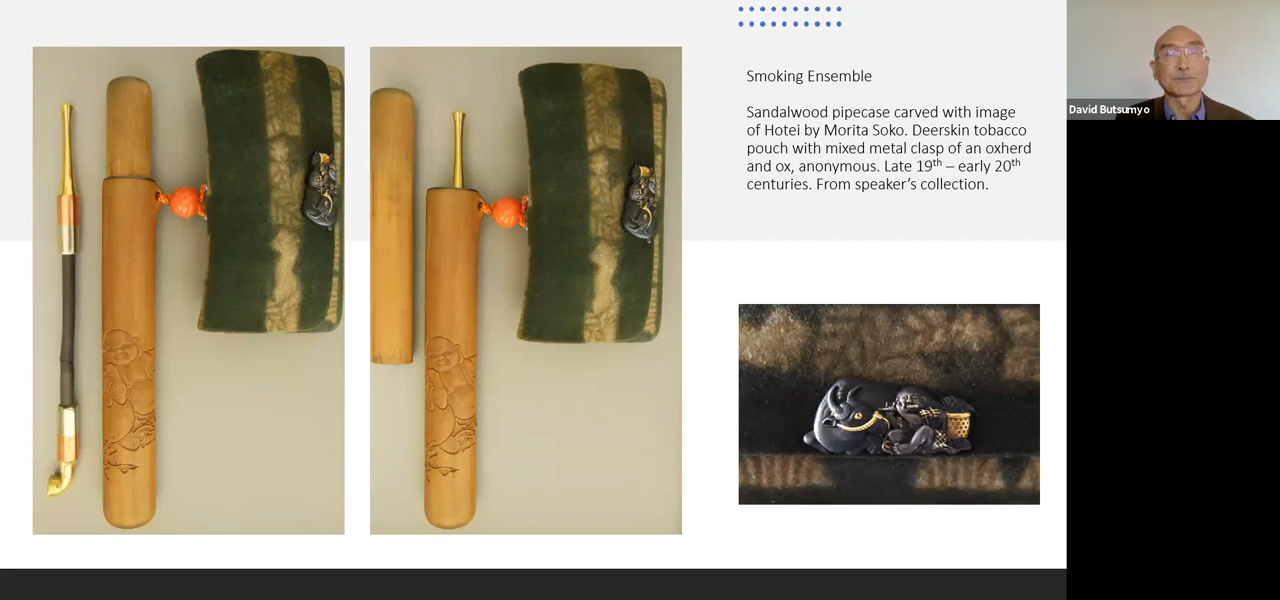 Smoking Ensemble
Sandalwood pipecase carved with image
of Hotei by Morita Soko. Deerskin tobacco
pouch with mixed metal clasp of an oxherd
and ox, anonymous. Late 19th – early 20th
centuries. From speaker's collection.
David Butsumyo